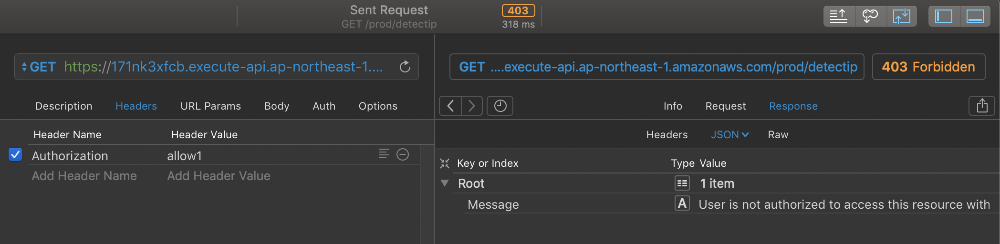 Sent Request
GET /prod/detectip
403
318 ms
GET https://171nk3xfcb.execute-api.ap-northeast-1....
GET ....execute-api.ap-northeast-1.amazonaws.com/prod/detectip
403 Forbidden
Description Headers URL Params Body Auth Options
Info Request Response
Header Name Header Value
Headers JSON Raw
Authorization allow1
Add Header Name Add Header Value
Key or Index Type Value
Root 1 item
Message A User is not authorized to access this resource with